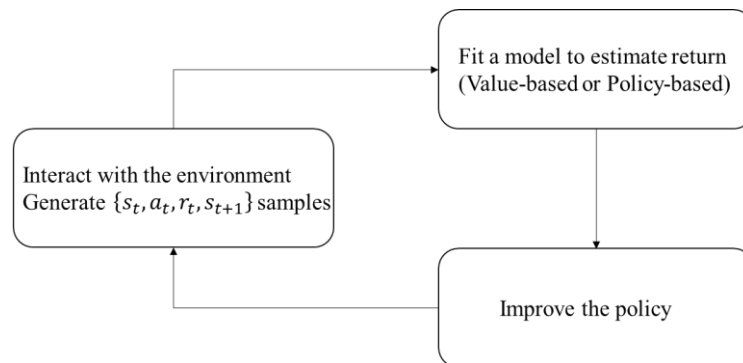 Fit a model to estimate return
(Value-based or Policy-based)
Interact with the environment
Generate {s_t, a_t, r_t, s_{t+1}} samples
Improve the policy